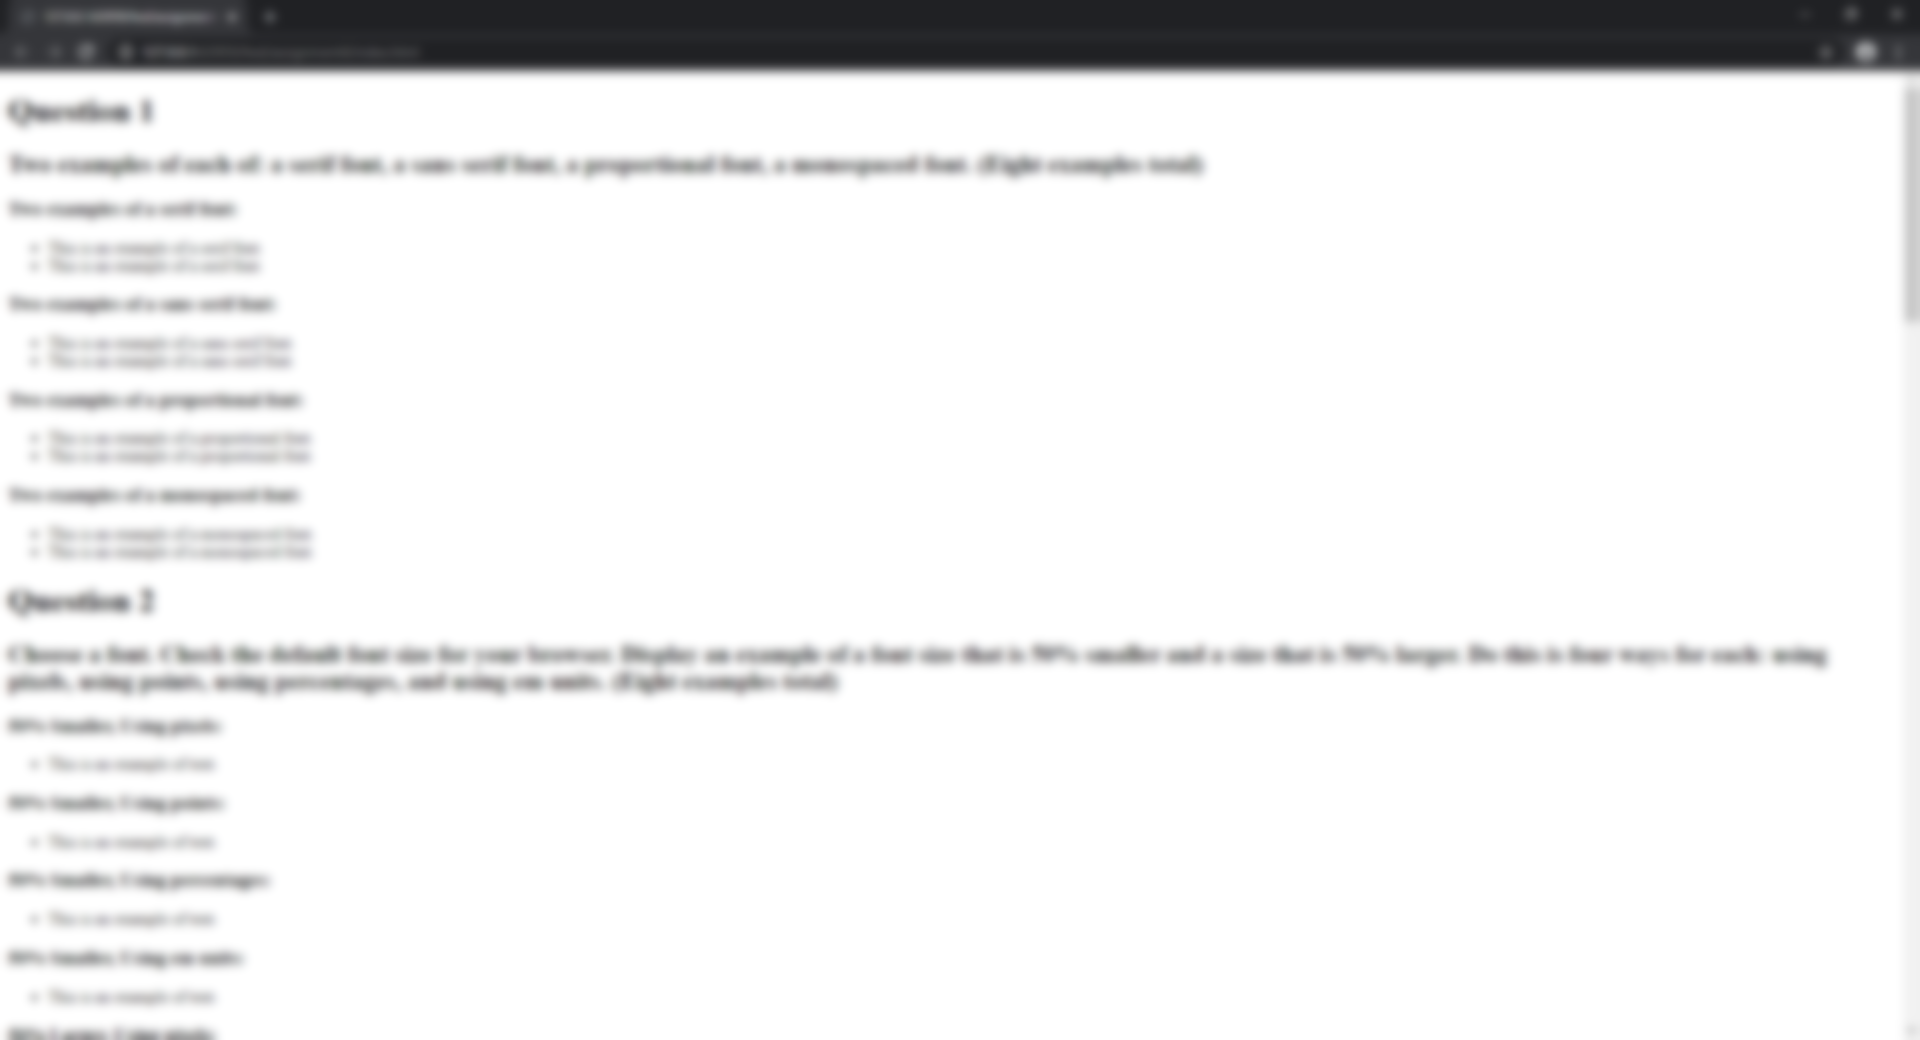 Question 1
Two examples of each of: a serif font, a sans serif font, a proportional font, a monospaced font. (Eight examples total)
Two examples of a serif font:
This is an example of a serif font
This is an example of a serif font
Two examples of a sans serif font:
This is an example of a sans serif font
This is an example of a sans serif font
Two examples of a proportional font:
This is an example of a proportional font
This is an example of a proportional font
Two examples of a monospaced font:
This is an example of a monospaced font
This is an example of a monospaced font
Question 2
Choose a font. Check the default font size for your browser. Display an example of a font size that is 50% smaller and a size that is 50% larger. Do this is four ways for each: using
pixels, using points, using percentages, and using em units. (Eight examples total)
50% Smaller, Using pixels:
This is an example of text
50% Smaller, Using points:
This is an example of text
50% Smaller, Using percentages:
This is an example of text
50% Smaller, Using em units:
This is an example of text
50% Larger, Using pixels: